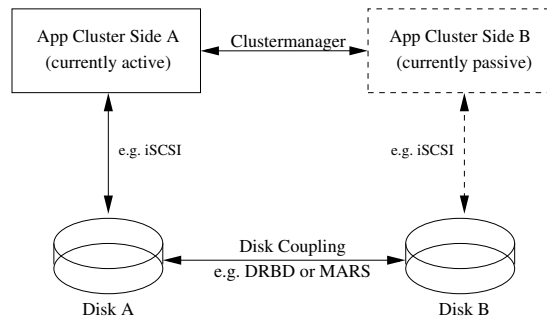 App Cluster Side A
(currently active)
Clustermanager
App Cluster Side B
(currently passive)
e.g. iSCSI
e.g. iSCSI
Disk Coupling
e.g. DRBD or MARS
Disk A
Disk B